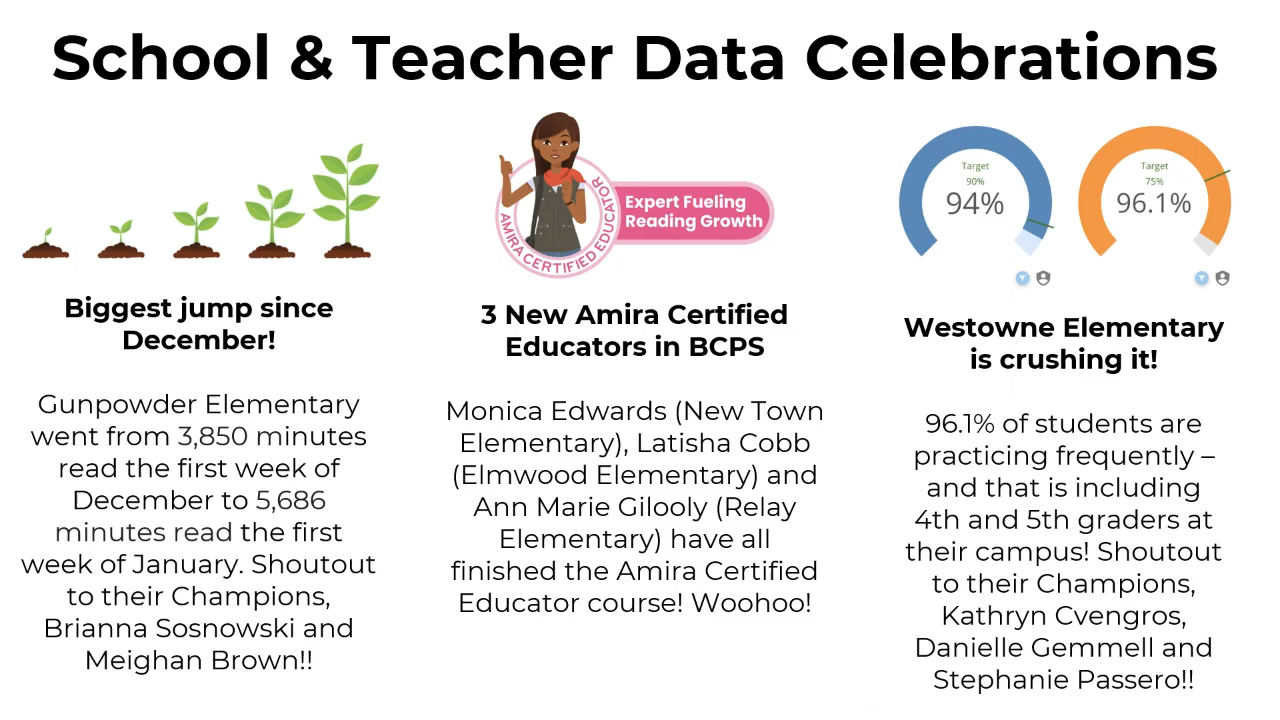 School & Teacher Data Celebrations
Biggest jump since
December!
Gunpowder Elementary
went from 3,850 minutes
read the first week of
December to 5,686
minutes read the first
week of January. Shoutout
to their Champions,
Brianna Sosnowski and
Meighan Brown!!
AMIRA CERTIFIED EDUCATOR
Expert Fueling
Reading Growth
3 New Amira Certified
Educators in BCPS
Monica Edwards (New Town
Elementary), Latisha Cobb
(Elmwood Elementary) and
Ann Marie Gilooly (Relay
Elementary) have all
finished the Amira Certified
Educator course! Woohoo!
Target
90%
94%
Target
75%
96.1%
Westowne Elementary
is crushing it!
96.1% of students are
practicing frequently –
and that is including
4th and 5th graders at
their campus! Shoutout
to their Champions,
Kathryn Cvengros,
Danielle Gemmell and
Stephanie Passero!!